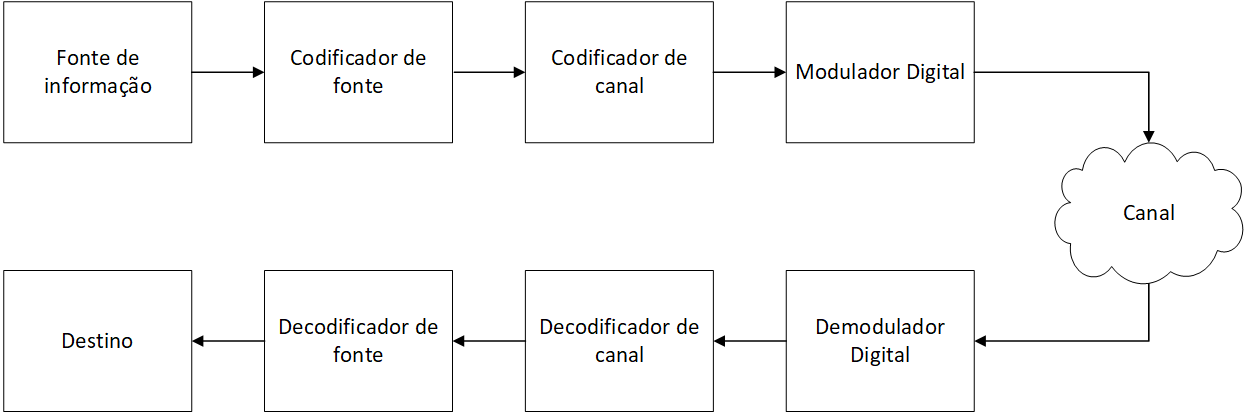 Fonte de
informação
Codificador de
fonte
Codificador de
canal
Modulador Digital
Canal
Destino
Decodificador de
fonte
Decodificador de
canal
Demodulador
Digital